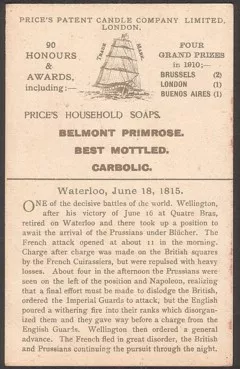 PRICE'S PATENT CANDLE COMPANY LIMITED,
LONDON.
90
HONOURS
&
AWARDS,
including:—
TRADE MARK
FOUR
GRAND PRIZES
in 1910:—
BRUSSELS (2)
LONDON (1)
BUENOS AIRES (1)
PRICE'S HOUSEHOLD SOAPS.
BELMONT PRIMROSE.
BEST MOTTLED.
CARBOLIC.
Waterloo, June 18, 1815.
ONE of the decisive battles of the world. Wellington,
after his victory of June 16 at Quatre Bras,
retired on Waterloo and there took up a position to
await the arrival of the Prussians under Blücher. The
French attack opened at about 11 in the morning.
Charge after charge was made on the British squares
by the French Cuirassiers, but were repulsed with heavy
losses. About four in the afternoon the Prussians were
seen on the left of the position and Napoleon, realizing
that a final effort must be made to dislodge the British,
ordered the Imperial Guards to attack, but the English
poured a withering fire into their ranks which disorgan-
ized them and they gave way before a charge from the
English Guards. Wellington then ordered a general
advance. The French fled in great disorder, the British
and Prussians continuing the pursuit through the night.